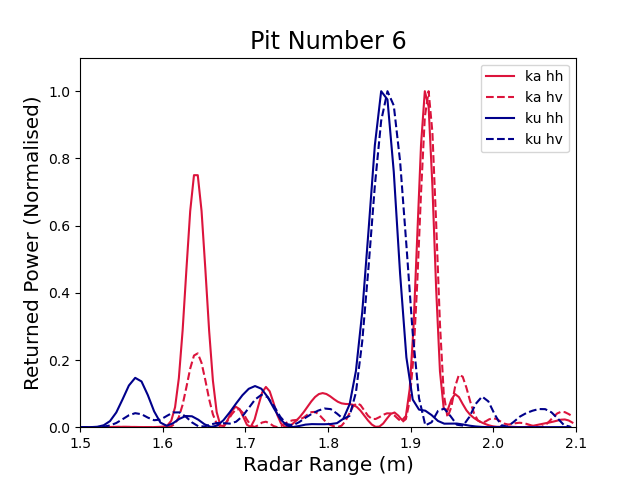 Pit Number 6
ka hh
ka hv
ku hh
ku hv
Returned Power (Normalised)
1.0
0.8
0.6
0.4
0.2
0.0
1.5 1.6 1.7 1.8 1.9 2.0 2.1
Radar Range (m)